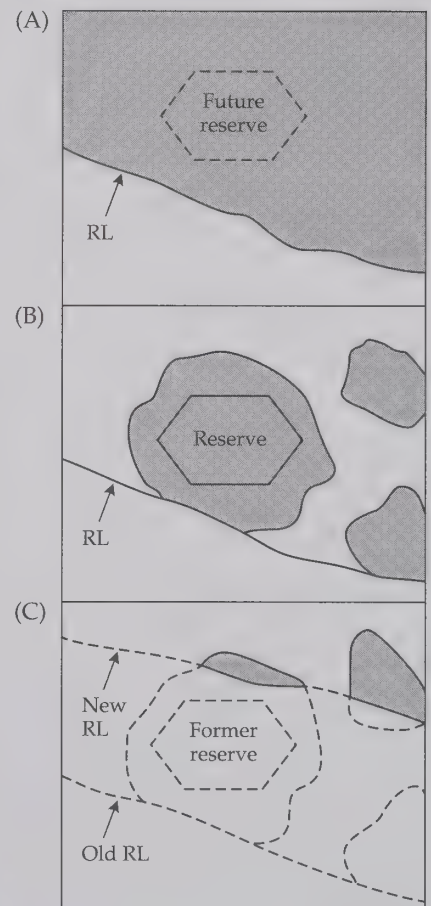 (A)
Future
reserve
RL
(B)
Reserve
RL
(C)
New
RL
Former
reserve
Old RL